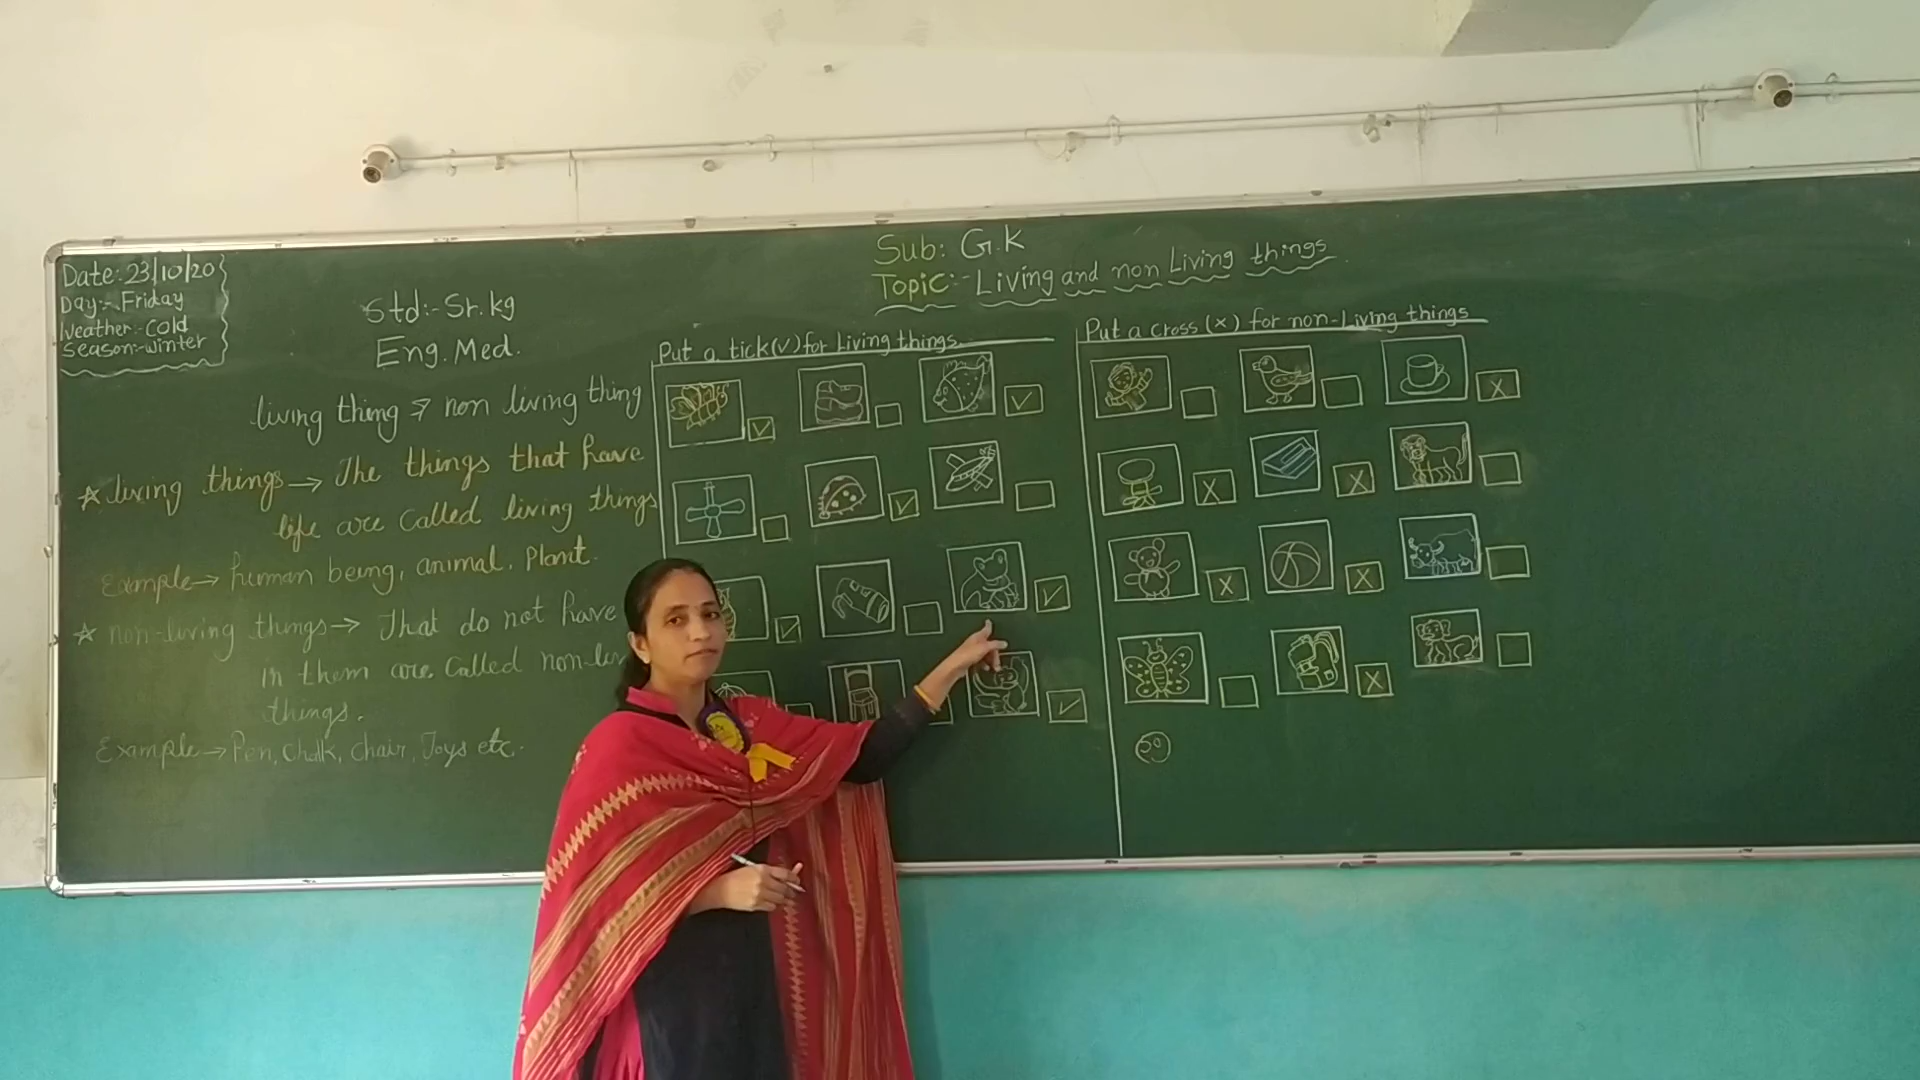 Date:-23/10/20
Day:- Friday
Weather:-Cold
Season:-winter
Std:- Sr.kg
Eng.Med.
Sub: G.K
Topic:- Living and non Living things
living thing & non living thing
☆ living things → The things that have
life are called living things
Example → human being, animal, Plant.
☆ non-living things → That do not have
in them are called non-liv
things.
Example → Pen, Chalk, Chair, Toys etc.
Put a tick(√) for Living things
Put a cross (x) for non-Living things